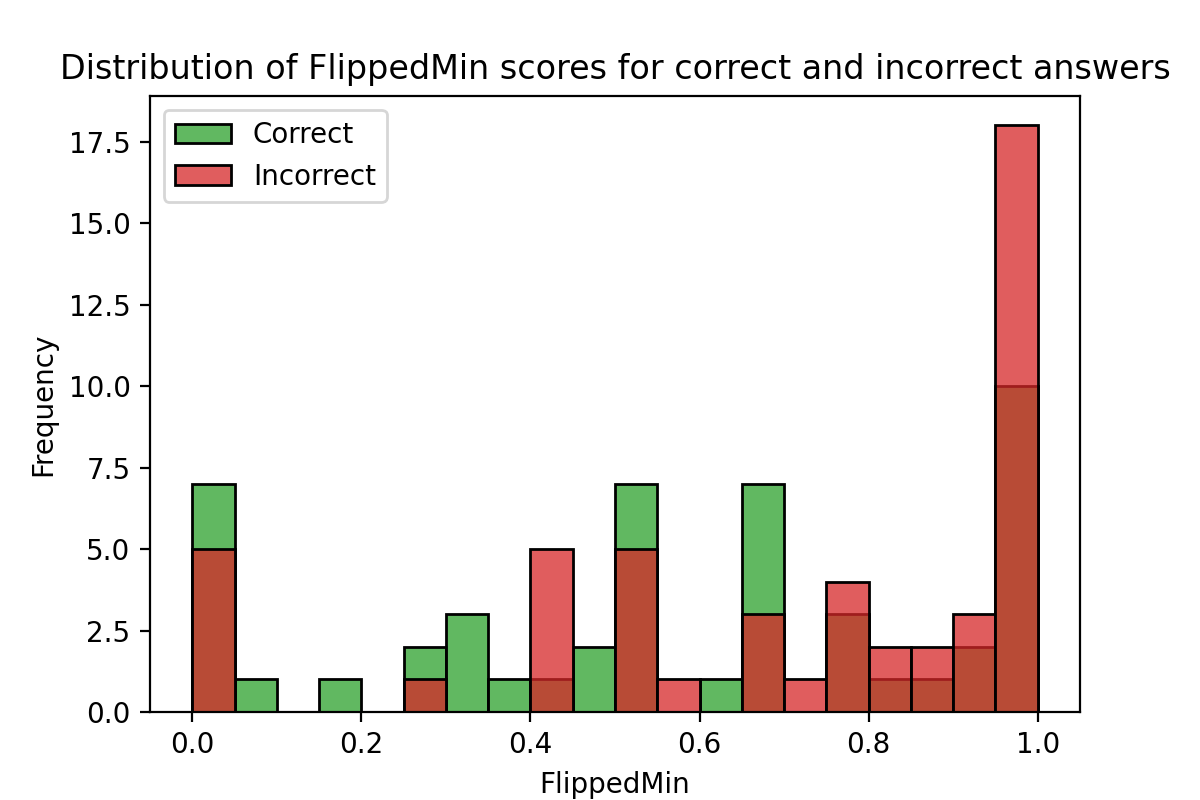 Distribution of FlippedMin scores for correct and incorrect answers
Correct
Incorrect
17.5
15.0
12.5
10.0
7.5
5.0
2.5
0.0
Frequency
0.0 0.2 0.4 0.6 0.8 1.0
FlippedMin